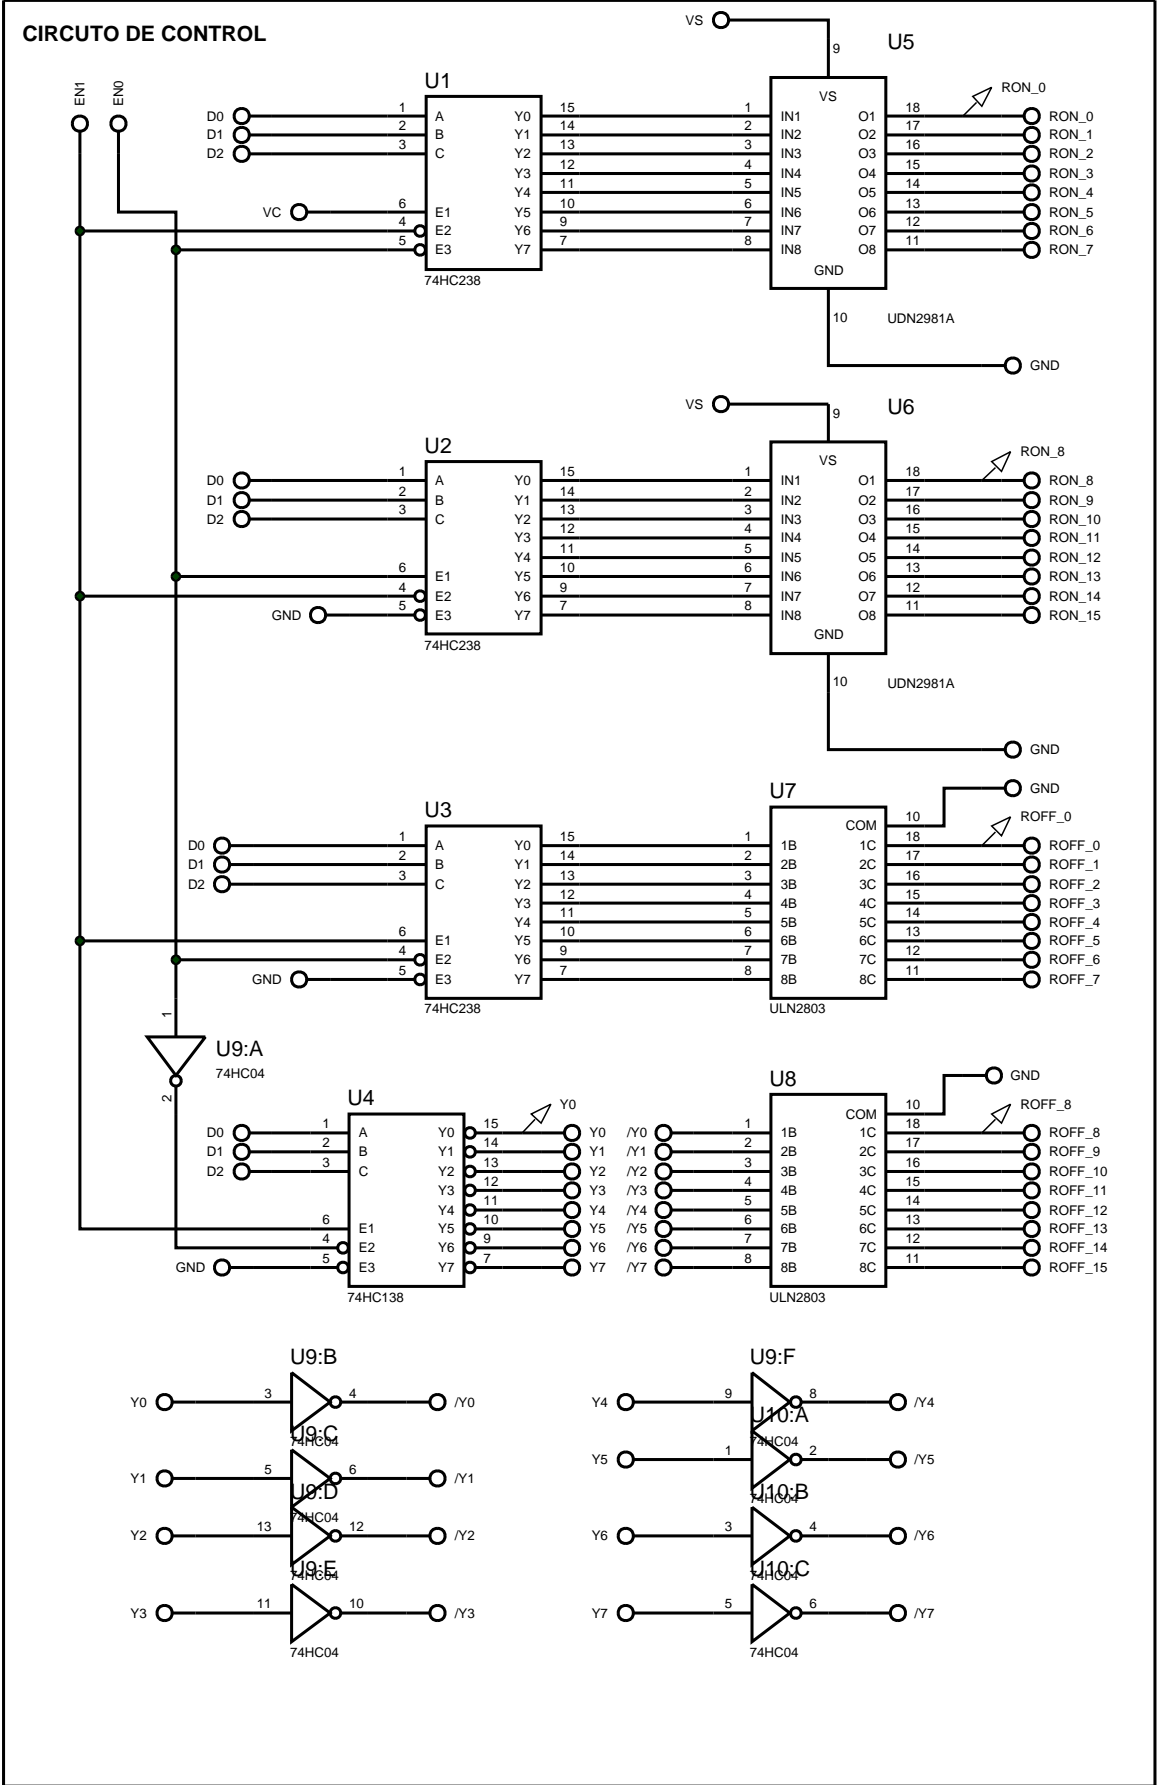 CIRCUTO DE CONTROL
EN1
EN0
VS
9
U5
U1
VS
RON_0
D0 1 A Y0 15 1 IN1 O1 18 RON_0
D1 2 B Y1 14 2 IN2 O2 17 RON_1
D2 3 C Y2 13 3 IN3 O3 16 RON_2
Y3 12 4 IN4 O4 15 RON_3
Y4 11 5 IN5 O5 14 RON_4
VC 6 E1 Y5 10 6 IN6 O6 13 RON_5
4 E2 Y6 9 7 IN7 O7 12 RON_6
5 E3 Y7 7 8 IN8 O8 11 RON_7
GND
74HC238
10
UDN2981A
GND
VS
9
U6
U2
VS
RON_8
D0 1 A Y0 15 1 IN1 O1 18 RON_8
D1 2 B Y1 14 2 IN2 O2 17 RON_9
D2 3 C Y2 13 3 IN3 O3 16 RON_10
Y3 12 4 IN4 O4 15 RON_11
Y4 11 5 IN5 O5 14 RON_12
6 E1 Y5 10 6 IN6 O6 13 RON_13
4 E2 Y6 9 7 IN7 O7 12 RON_14
GND 5 E3 Y7 7 8 IN8 O8 11 RON_15
GND
74HC238
10
UDN2981A
GND
U7
GND
U3
COM 10
ROFF_0
D0 1 A Y0 15 1 1B 1C 18 ROFF_0
D1 2 B Y1 14 2 2B 2C 17 ROFF_1
D2 3 C Y2 13 3 3B 3C 16 ROFF_2
Y3 12 4 4B 4C 15 ROFF_3
Y4 11 5 5B 5C 14 ROFF_4
6 E1 Y5 10 6 6B 6C 13 ROFF_5
4 E2 Y6 9 7 7B 7C 12 ROFF_6
GND 5 E3 Y7 7 8 8B 8C 11 ROFF_7
74HC238
ULN2803
1
U9:A
74HC04
2
U8
GND
U4
COM 10
Y0
ROFF_8
D0 1 A Y0 15 Y0 /Y0 1 1B 1C 18 ROFF_8
D1 2 B Y1 14 Y1 /Y1 2 2B 2C 17 ROFF_9
D2 3 C Y2 13 Y2 /Y2 3 3B 3C 16 ROFF_10
Y3 12 Y3 /Y3 4 4B 4C 15 ROFF_11
Y4 11 Y4 /Y4 5 5B 5C 14 ROFF_12
6 E1 Y5 10 Y5 /Y5 6 6B 6C 13 ROFF_13
4 E2 Y6 9 Y6 /Y6 7 7B 7C 12 ROFF_14
GND 5 E3 Y7 7 Y7 /Y7 8 8B 8C 11 ROFF_15
74HC138
ULN2803
U9:B
U9:F
Y0 3 4 /Y0
Y4 9 8 /Y4
U10:A
U9:C
74HC04
74HC04
Y5 1 2 /Y5
Y1 5 6 /Y1
U9:D
U10:B
74HC04
74HC04
Y2 13 12 /Y2
Y6 3 4 /Y6
U9:E
U10:C
74HC04
74HC04
Y3 11 10 /Y3
Y7 5 6 /Y7
74HC04
74HC04